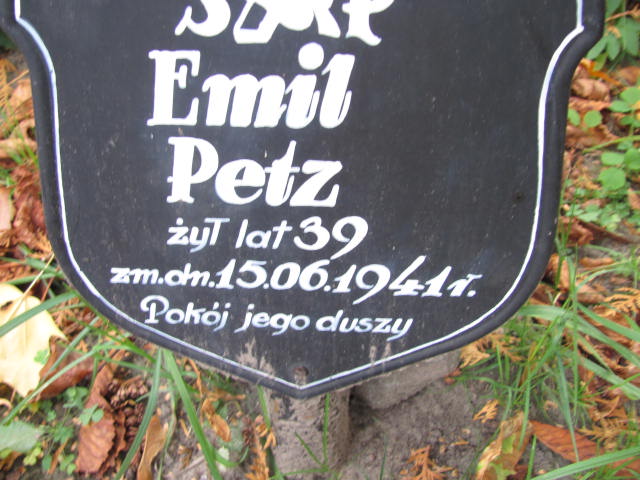 Emil
Petz
żył lat 39
zm.dn.15.06.1941r.
Pokój jego duszy